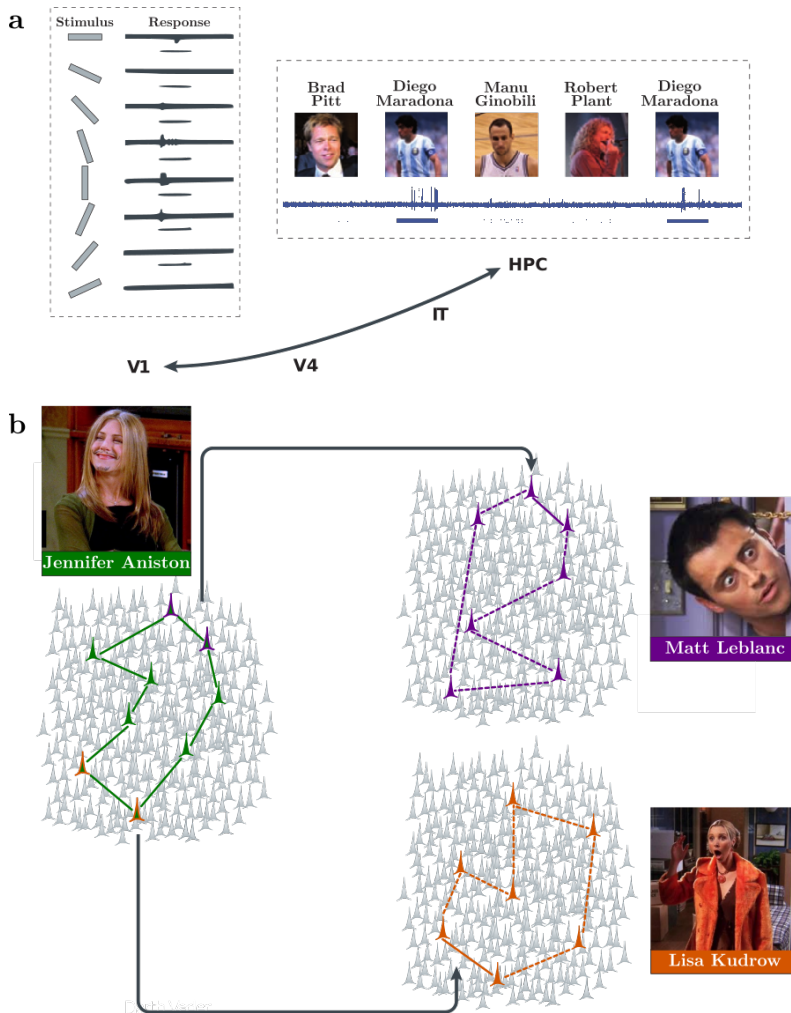 a
Stimulus Response
Brad Pitt
Diego Maradona
Manu Ginobili
Robert Plant
Diego Maradona
HPC
IT
V4
V1
b
Jennifer Aniston
Matt Leblanc
Lisa Kudrow